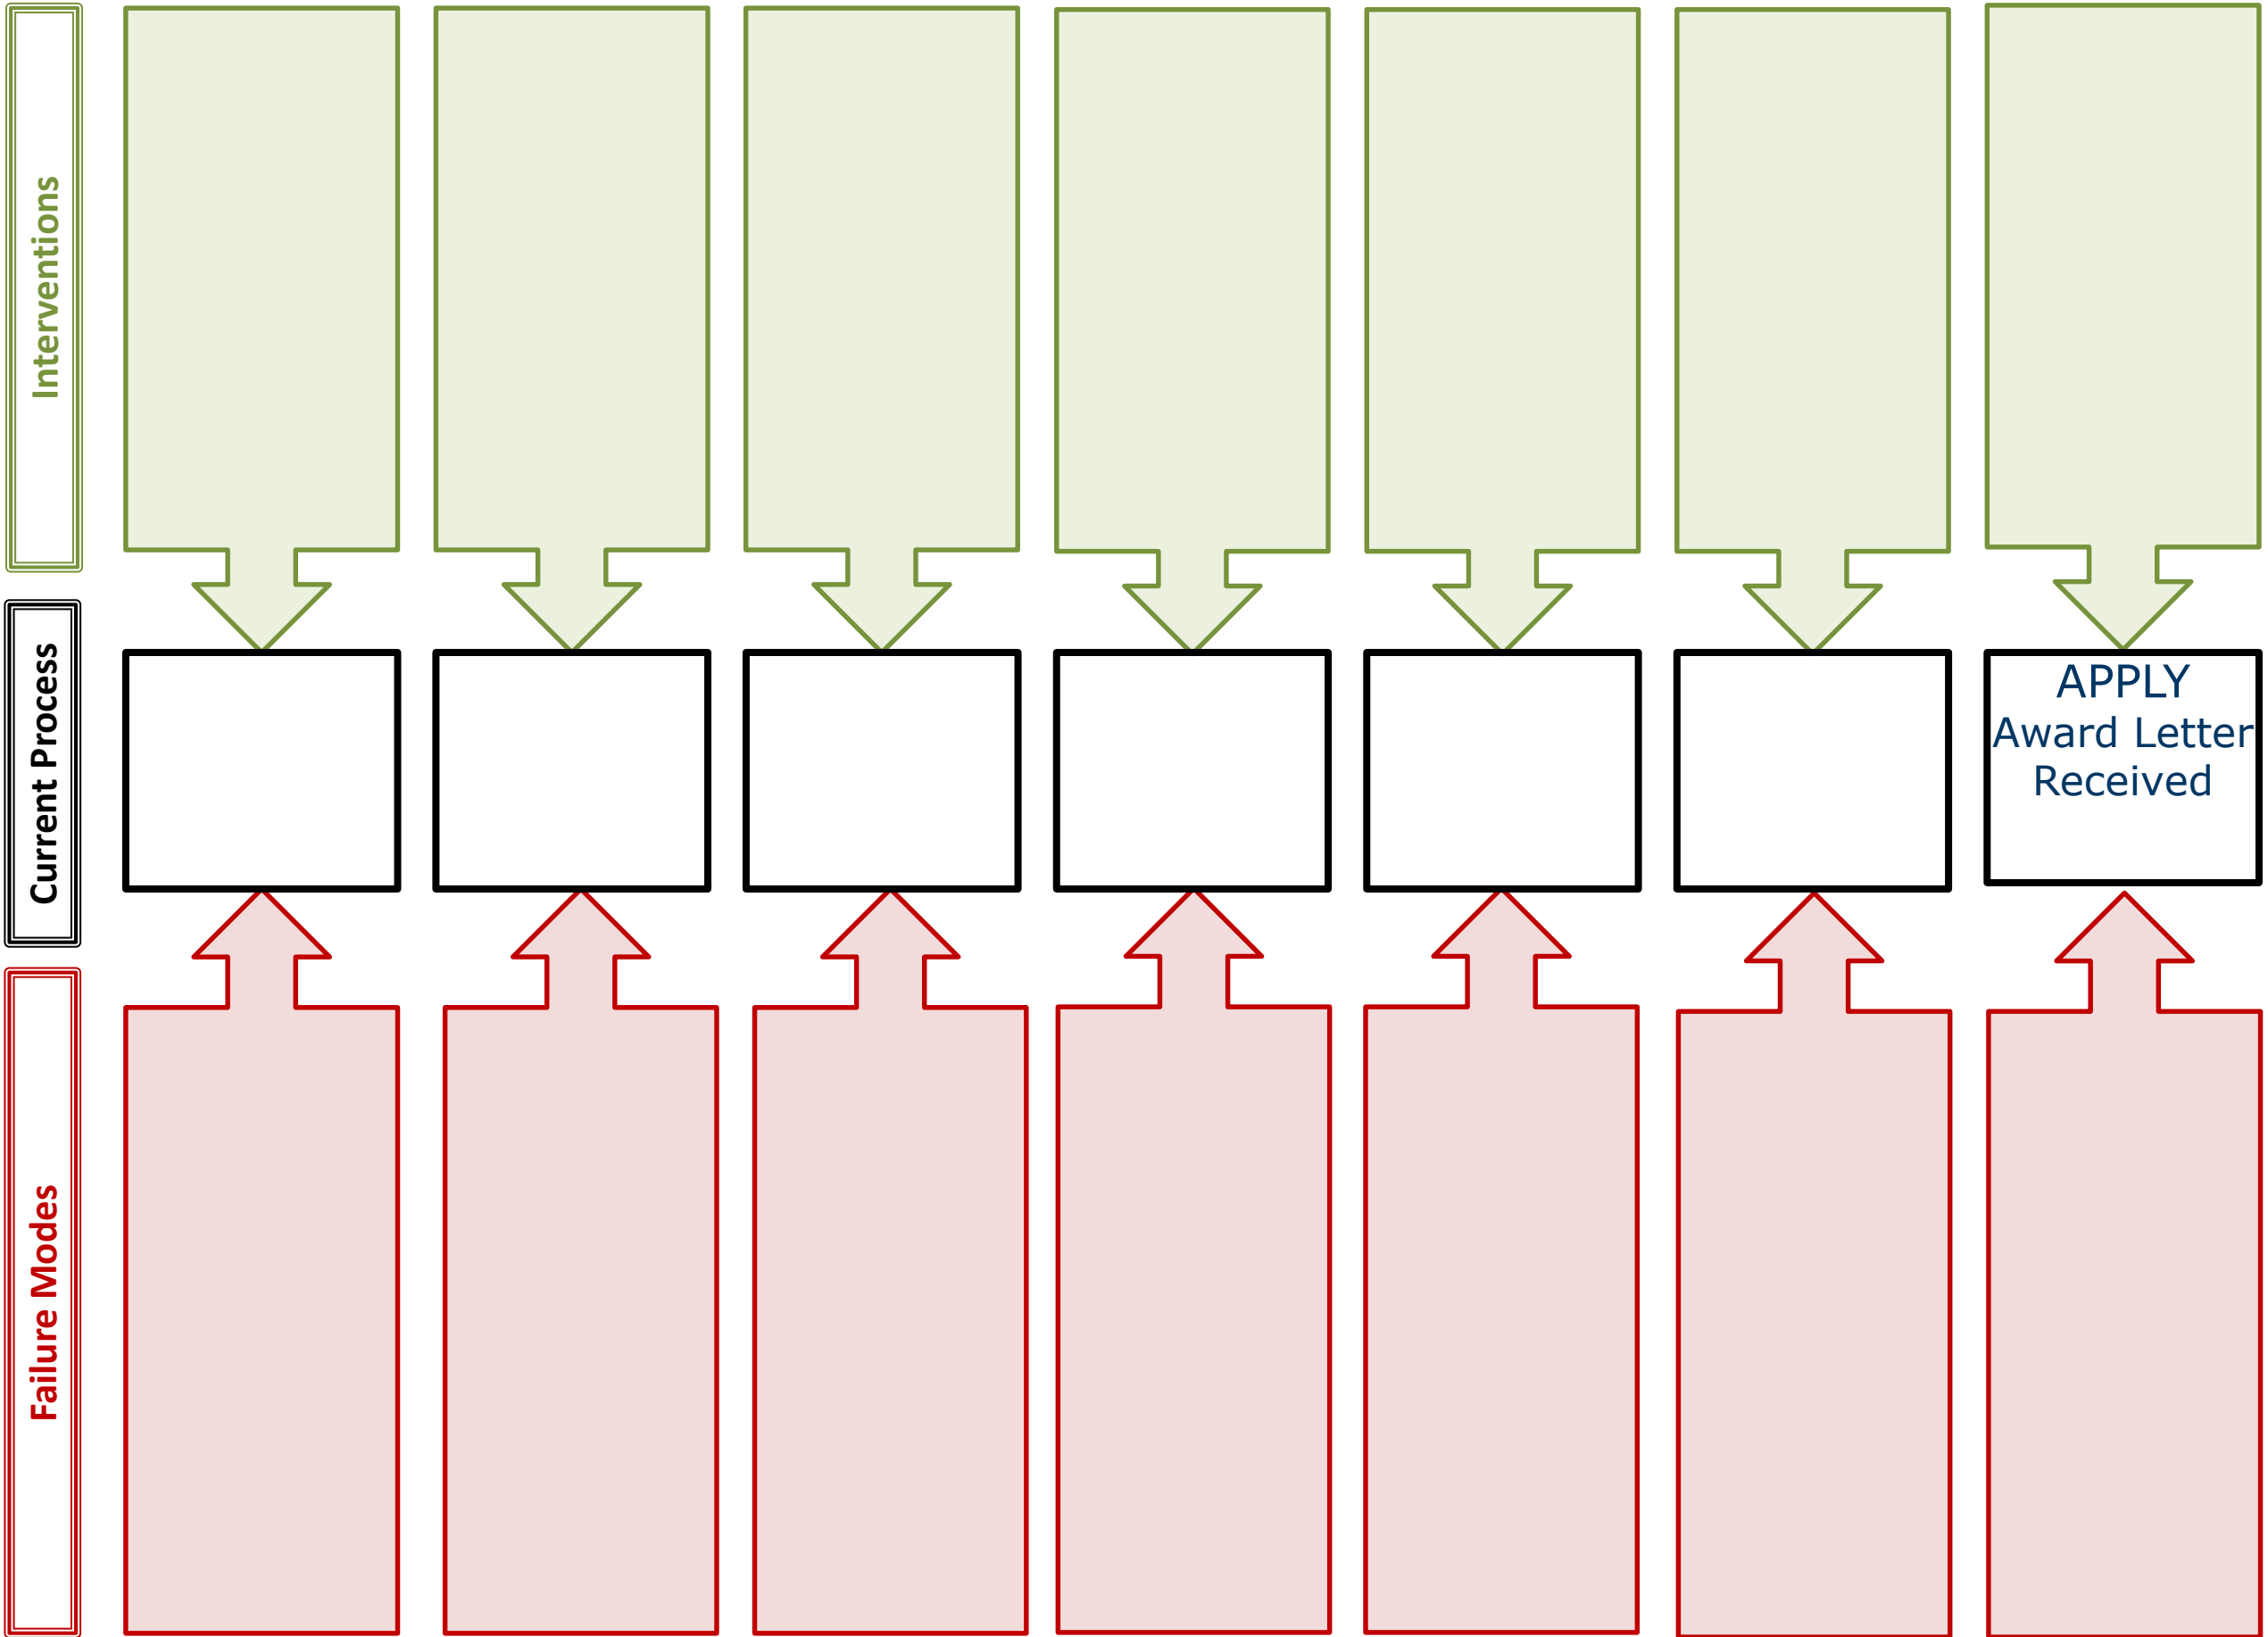 Interventions
Current Process
APPLY
Award Letter
Received
Failure Modes